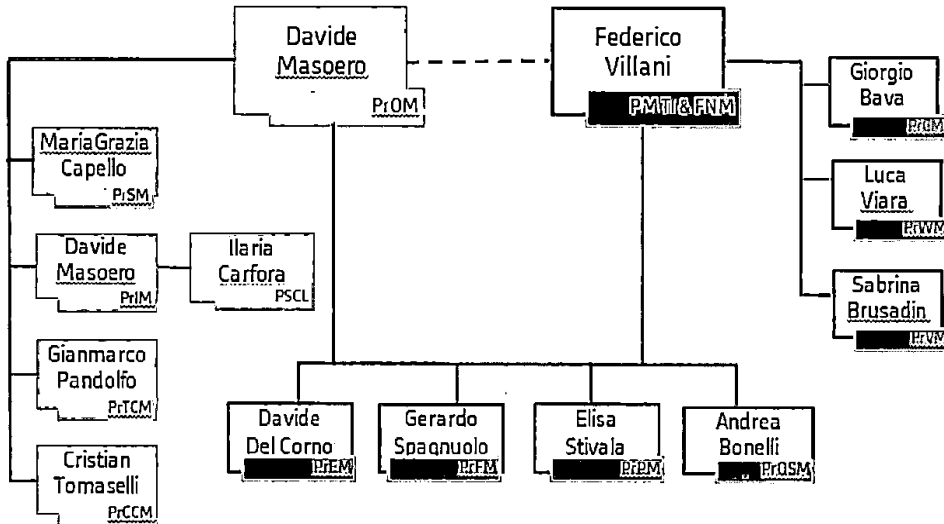 Davide
Masoero
PrOM
Federico
Villani
PMTI & FNM
Giorgio
Bava
MariaGrazia
Capello
PrSM
Luca
Viara
PrWM
Davide
Masoero
PrIM
Ilaria
Carfora
PSCL
Sabrina
Brusadin
PrVM
Gianmarco
Pandolfo
PrTCM
Cristian
Tomaselli
PrCCM
Davide
Del Corno
PrEM
Gerardo
Spagnuolo
PrFM
Elisa
Stivala
PrPM
Andrea
Bonelli
PrQSM